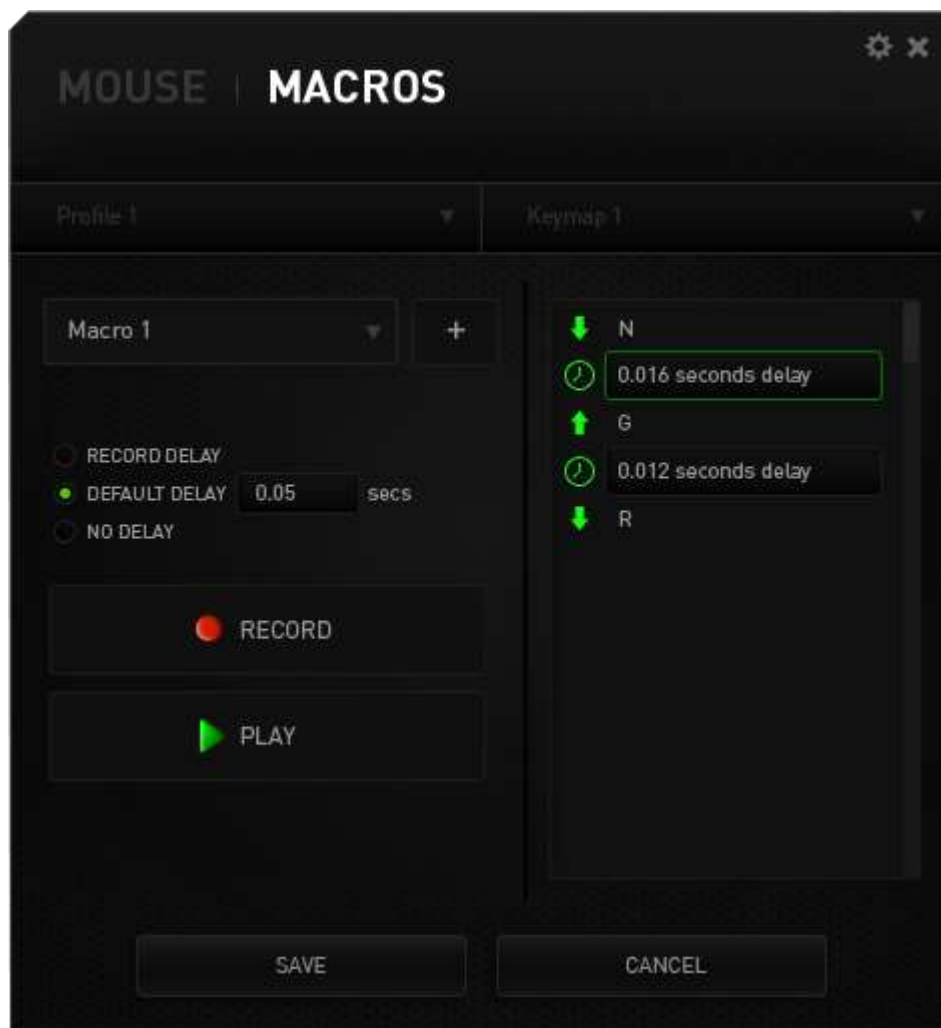 MOUSE | MACROS
Profile 1
Keymap 1
Macro 1
+
RECORD DELAY
DEFAULT DELAY 0.05 secs
NO DELAY
RECORD
PLAY
N
0.016 seconds delay
G
0.012 seconds delay
R
SAVE
CANCEL